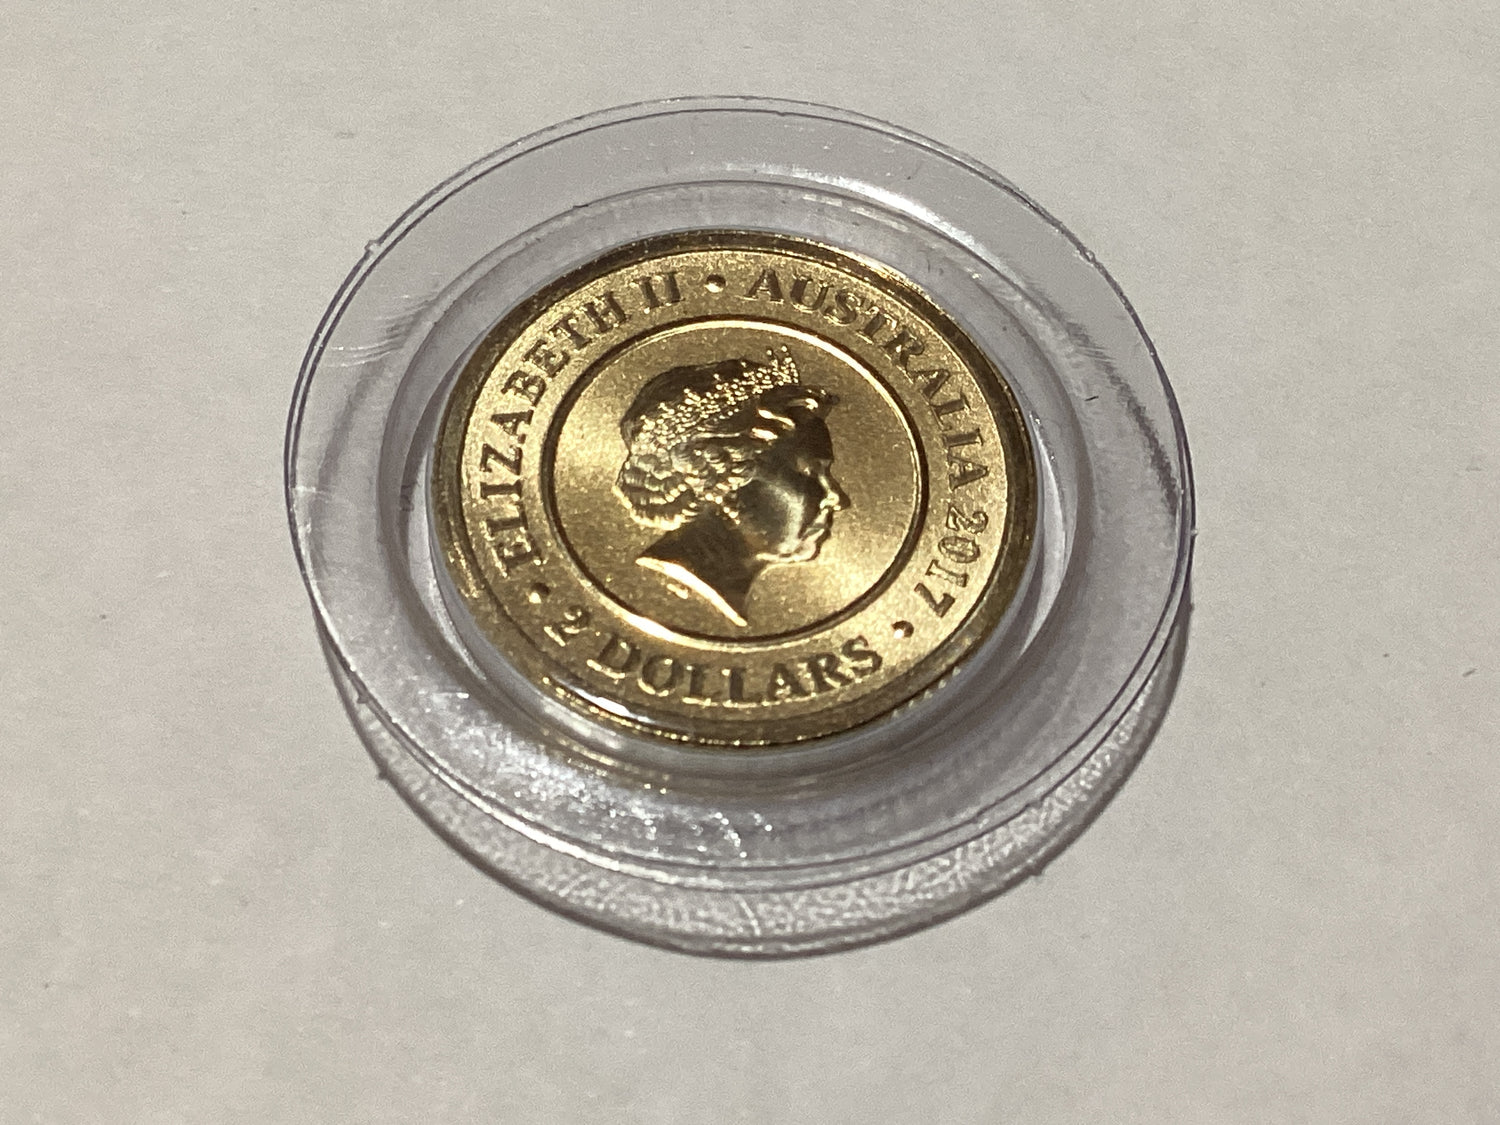 ELIZABETH II • AUSTRALIA 2017 • 2 DOLLARS •